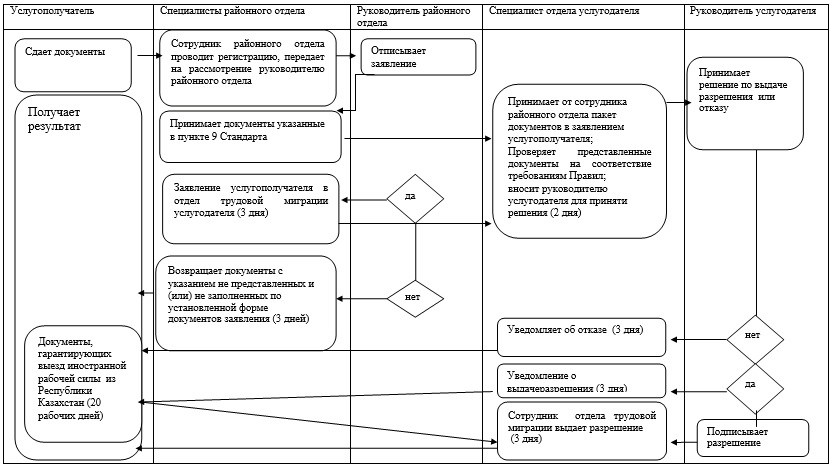 Услугополучатель
Специалисты районного отдела
Руководитель районного
отдела
Специалист отдела услугодателя
Руководитель услугодателя
Сдает документы
Сотрудник районного отдела
проводит регистрацию, передает
на рассмотрение руководителю
районного отдела
Отписывает
заявление
Принимает
решение по выдаче
разрешения или
отказу
Получает
результат
Принимает документы указанные
в пункте 9 Стандарта
Принимает от сотрудника
районного отдела пакет
документов в заявлением
услугополучателя;
Проверяет представленные
документы на соответствие
требованиям Правил;
вносит руководителю
услугодателя для приняти
решения (2 дня)
Заявление услугополучателя в
отдел трудовой миграции
услугодателя (3 дня)
да
Возвращает документы с
указанием не представленных и
(или) не заполненных по
установленной форме
документов заявления (3 дней)
нет
Уведомляет об отказе (3 дня)
нет
Документы,
гарантирующих
выезд иностранной
рабочей силы из
Республики
Казахстан (20
рабочих дней)
Уведомление о
выдачеразрешения (3 дня)
да
Сотрудник отдела трудовой
миграции выдает разрешение
(3 дня)
Подписывает
разрешение